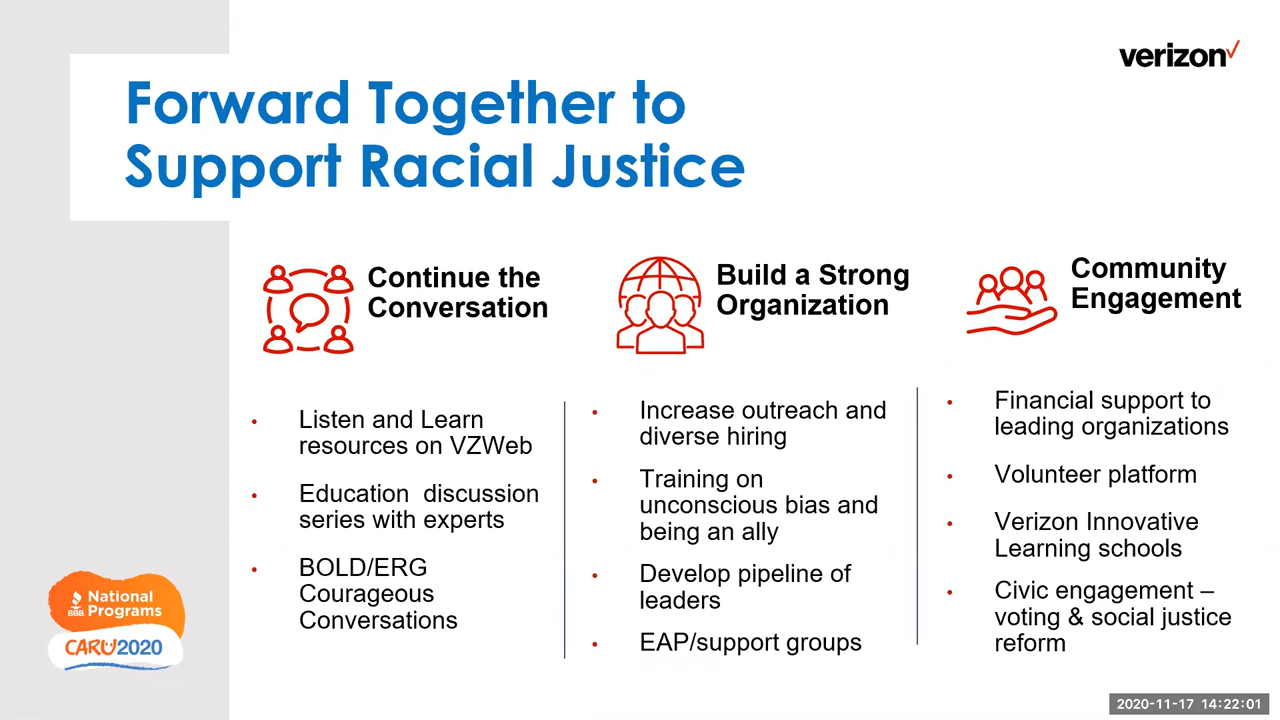 verizon
Forward Together to
Support Racial Justice
Continue the
Conversation
Listen and Learn
resources on VZWeb
Education discussion
series with experts
BOLD/ERG
Courageous
Conversations
Build a Strong
Organization
Increase outreach and
diverse hiring
Training on
unconscious bias and
being an ally
Develop pipeline of
leaders
EAP/support groups
Community
Engagement
Financial support to
leading organizations
Volunteer platform
Verizon Innovative
Learning schools
Civic engagement –
voting & social justice
reform
BBB National
Programs
CARU2020
2020-11-17 14:22:01